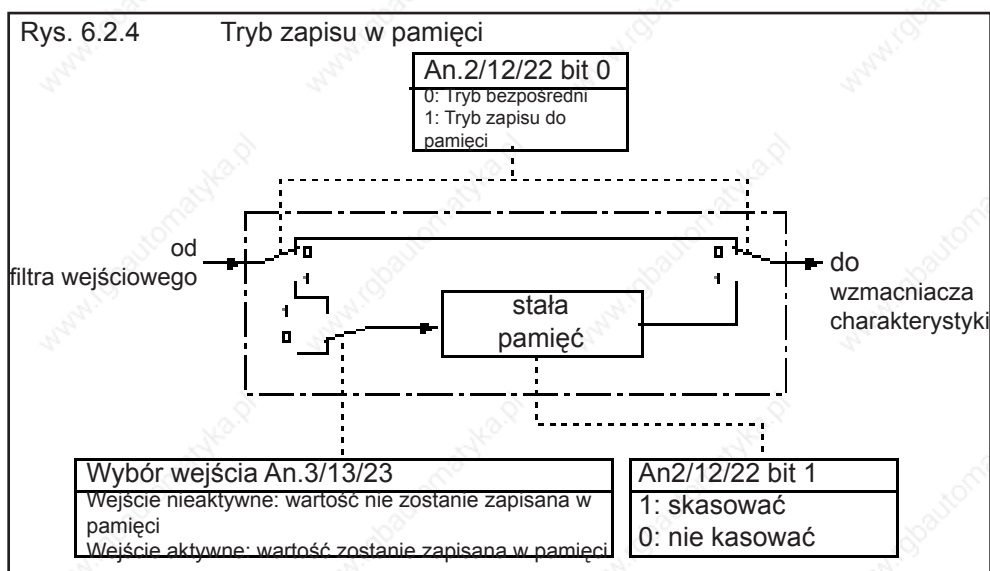 Rys. 6.2.4 Tryb zapisu w pamięci
An.2/12/22 bit 0
0: Tryb bezpośredni
1: Tryb zapisu do
pamięci
od
filtra wejściowego
0
1
1
0
0
1
stała
pamięć
do
wzmacniacza
charakterystyki
Wybór wejścia An.3/13/23
Wejście nieaktywne: wartość nie zostanie zapisana w
pamięci
Wejście aktywne: wartość zostanie zapisana w pamięci
An2/12/22 bit 1
1: skasować
0: nie kasować
www.rgbautomatyka.pl